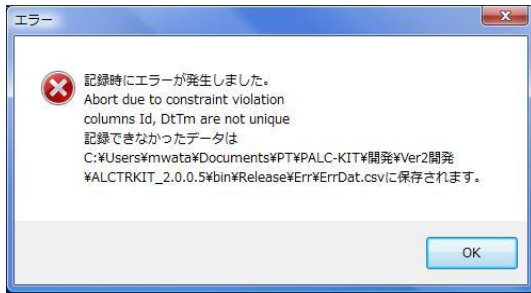 エラー
記録時にエラーが発生しました。
Abort due to constraint violation
columns Id, DtTm are not unique
記録できなかったデータは
C:¥Users¥mwata¥Documents¥PT¥PALC-KIT¥開発¥Ver2開発
¥ALCTRKIT_2.0.0.5¥bin¥Release¥Err¥ErrDat.csvに保存されます。
OK